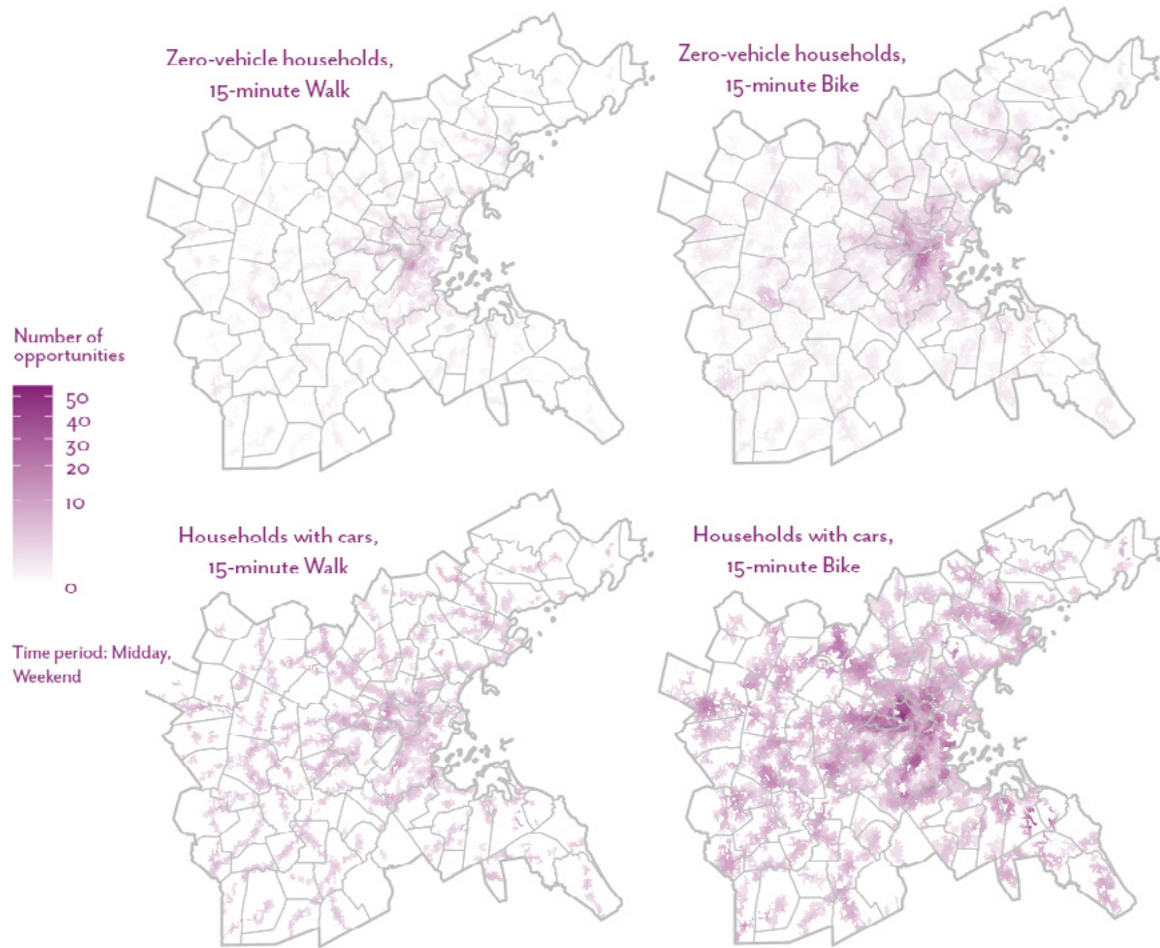 Zero-vehicle households,
15-minute Walk
Zero-vehicle households,
15-minute Bike
Number of
opportunities
50
40
30
20
10
0
Households with cars,
15-minute Walk
Households with cars,
15-minute Bike
Time period: Midday,
Weekend